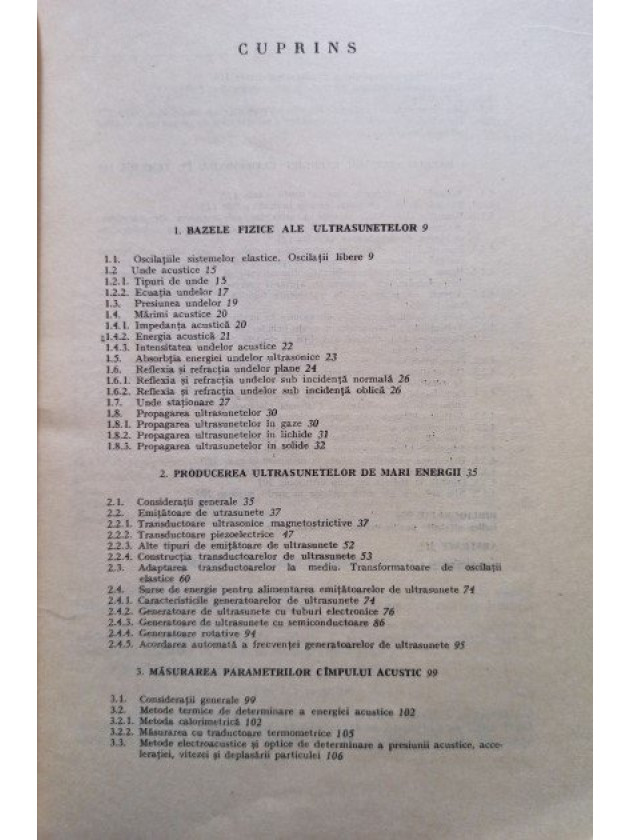 CUPRINS
1. BAZELE FIZICE ALE ULTRASUNETELOR 9
1.1. Oscilațiile sistemelor elastice. Oscilații libere 9
1.2 Unde acustice 15
1.2.1. Tipuri de unde 15
1.2.2. Ecuația undelor 17
1.3. Presiunea undelor 19
1.4. Mărimi acustice 20
1.4.1. Impedanța acustică 20
1.4.2. Energia acustică 21
1.4.3. Intensitatea undelor acustice 22
1.5. Absorbția energiei undelor ultrasonice 23
1.6. Reflexia și refracția undelor plane 24
1.6.1. Reflexia și refracția undelor sub incidență normală 26
1.6.2. Reflexia și refracția undelor sub incidență oblică 26
1.7. Unde staționare 27
1.8. Propagarea ultrasunetelor 30
1.8.1. Propagarea ultrasunetelor în gaze 30
1.8.2. Propagarea ultrasunetelor în lichide 31
1.8.3. Propagarea ultrasunetelor în solide 32
2. PRODUCEREA ULTRASUNETELOR DE MARI ENERGII 35
2.1. Considerații generale 35
2.2. Emițătoare de utrasunete 37
2.2.1. Transductoare ultrasonice magnetostrictive 37
2.2.2. Transductoare piezoelectrice 47
2.2.3. Alte tipuri de emițătoare de ultrasunete 52
2.2.4. Construcția transductoarelor de ultrasunete 53
2.3. Adaptarea transductoarelor la mediu. Transformatoare de oscilații
elastice 60
2.4. Surse de energie pentru alimentarea emițătoarelor de ultrasunete 74
2.4.1. Caracteristicile generatoarelor de ultrasunete 74
2.4.2. Generatoare de ultrasunete cu tuburi electronice 76
2.4.3. Generatoare de ultrasunete cu semiconductoare 86
2.4.4. Generatoare rotative 94
2.4.5. Acordarea automată a frecvenței generatoarelor de ultrasunete 95
3. MĂSURAREA PARAMETRILOR CÎMPULUI ACUSTIC 99
3.1. Considerații generale 99
3.2. Metode termice de determinare a energiei acustice 102
3.2.1. Metoda calorimetrică 102
3.2.2. Măsurarea cu traductoare termometrice 105
3.3. Metode electroacustice și optice de determinare a presiunii acustice, acce-
lerației, vitezei și deplasării particulei 106